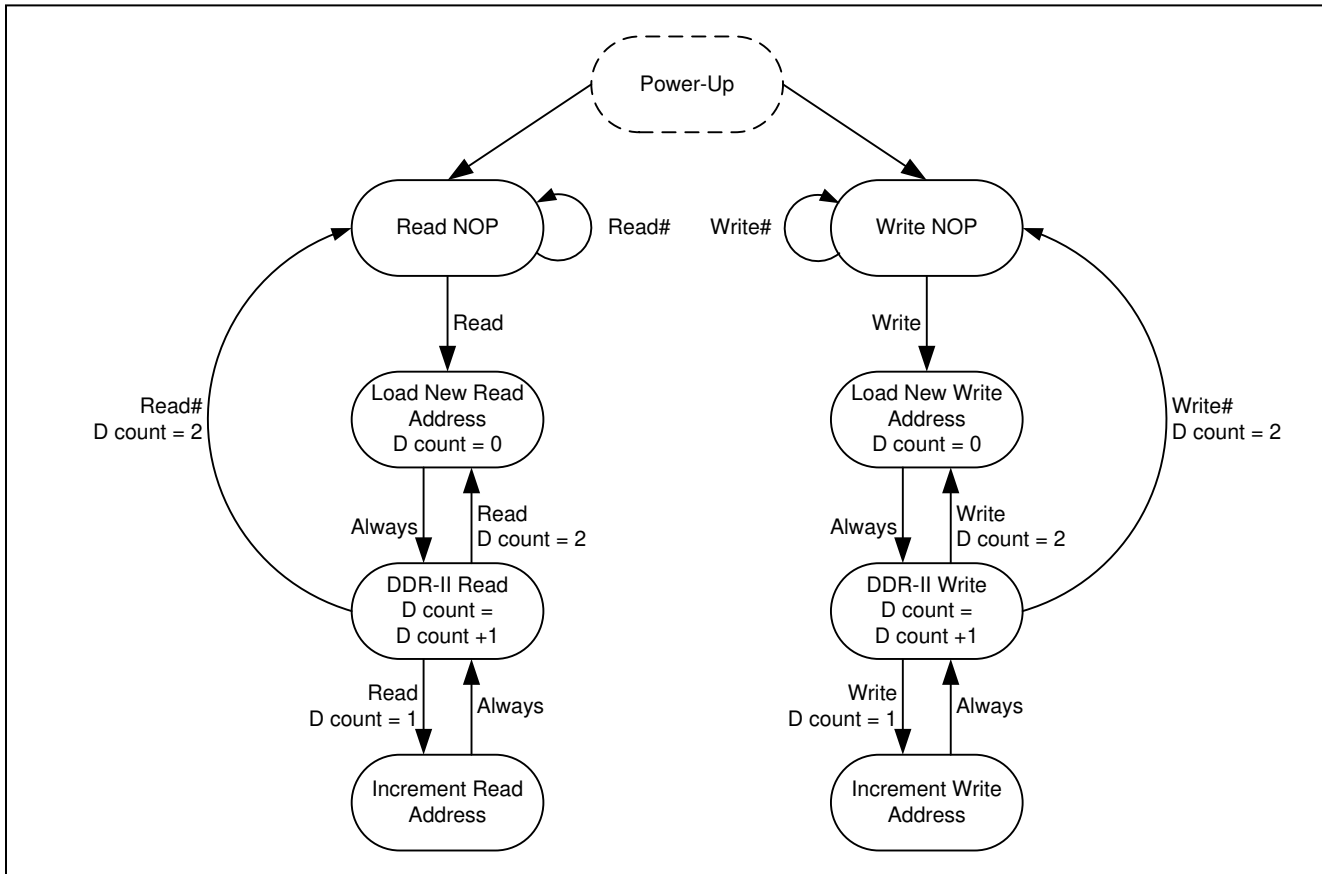 Power-Up
Read NOP
Read#
Write#
Write NOP
Read
Write
Load New Read
Address
D count = 0
Load New Write
Address
D count = 0
Read#
D count = 2
Write#
D count = 2
Always
Read
D count = 2
Always
Write
D count = 2
DDR-II Read
D count =
D count +1
DDR-II Write
D count =
D count +1
Read
D count = 1
Always
Write
D count = 1
Always
Increment Read
Address
Increment Write
Address